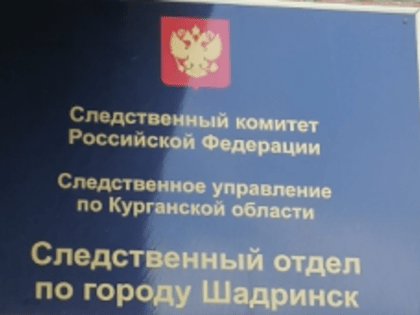 Следственный комитет
Российской Федерации
Следственное управление
по Курганской области
Следственный отдел
по городу Шадринск